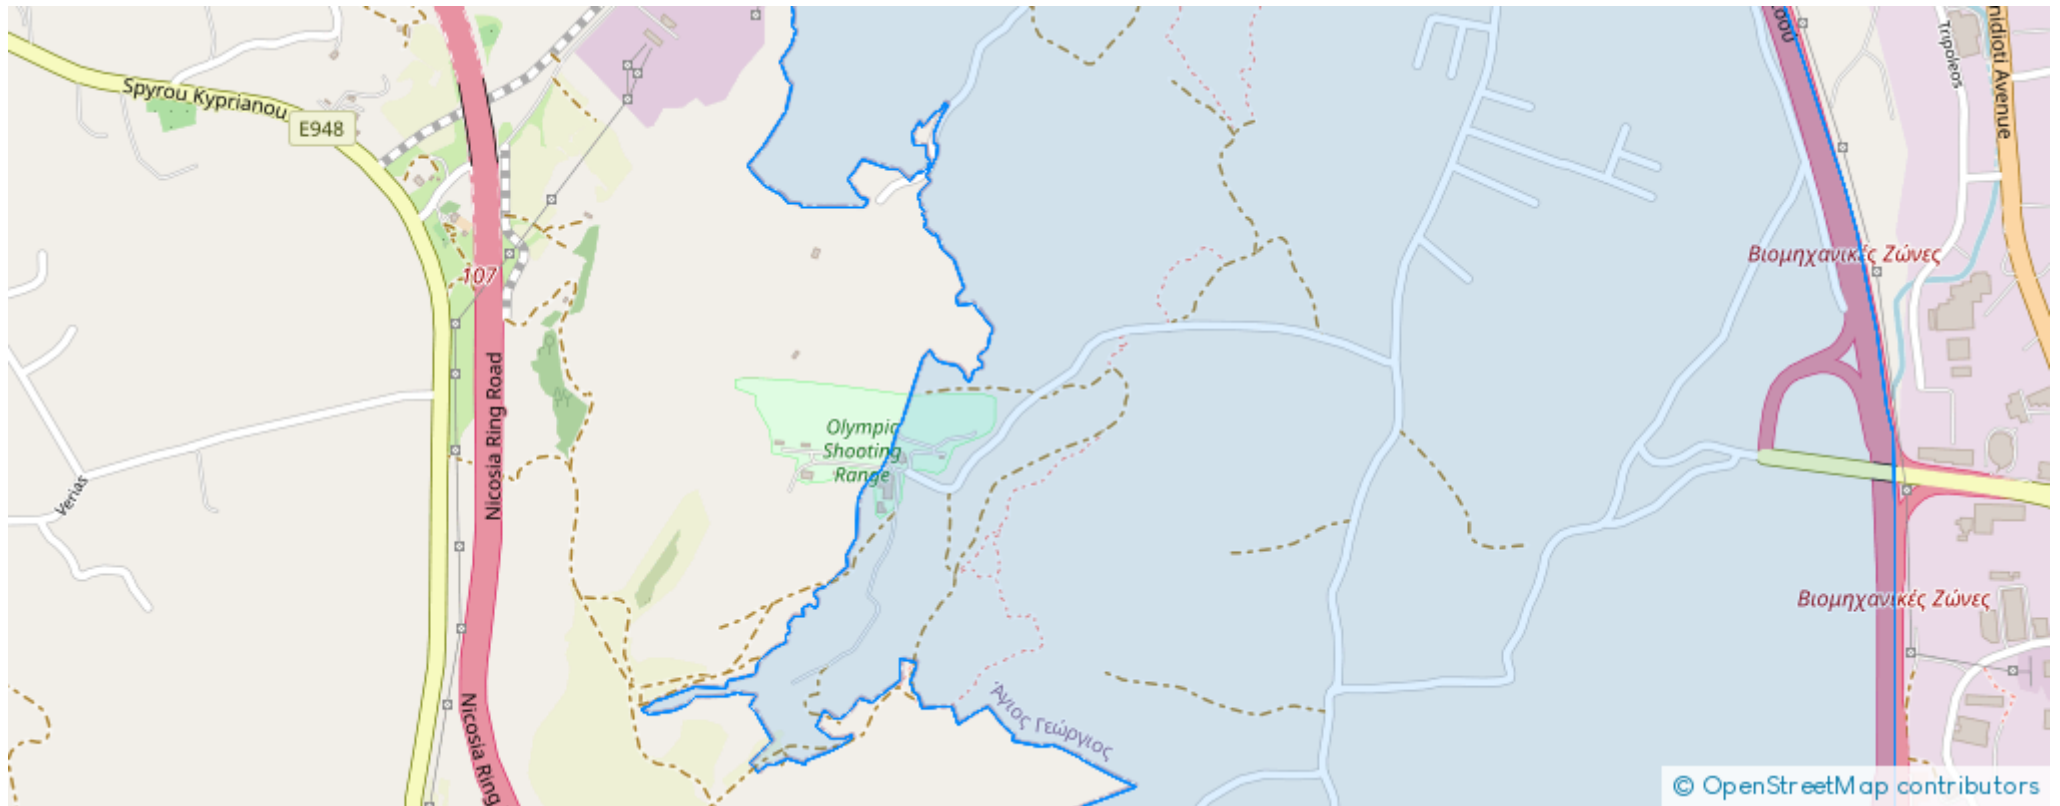 Spyrou Kyprianou
E948
107
Nicosia Ring Road
Nicosia Ring
Verias
Olympic
Shooting
Range
Άγιος Γεώργιος
Tripoleos
Avenue
Βιομηχανικές Ζώνες
Βιομηχανικές Ζώνες
© OpenStreetMap contributors